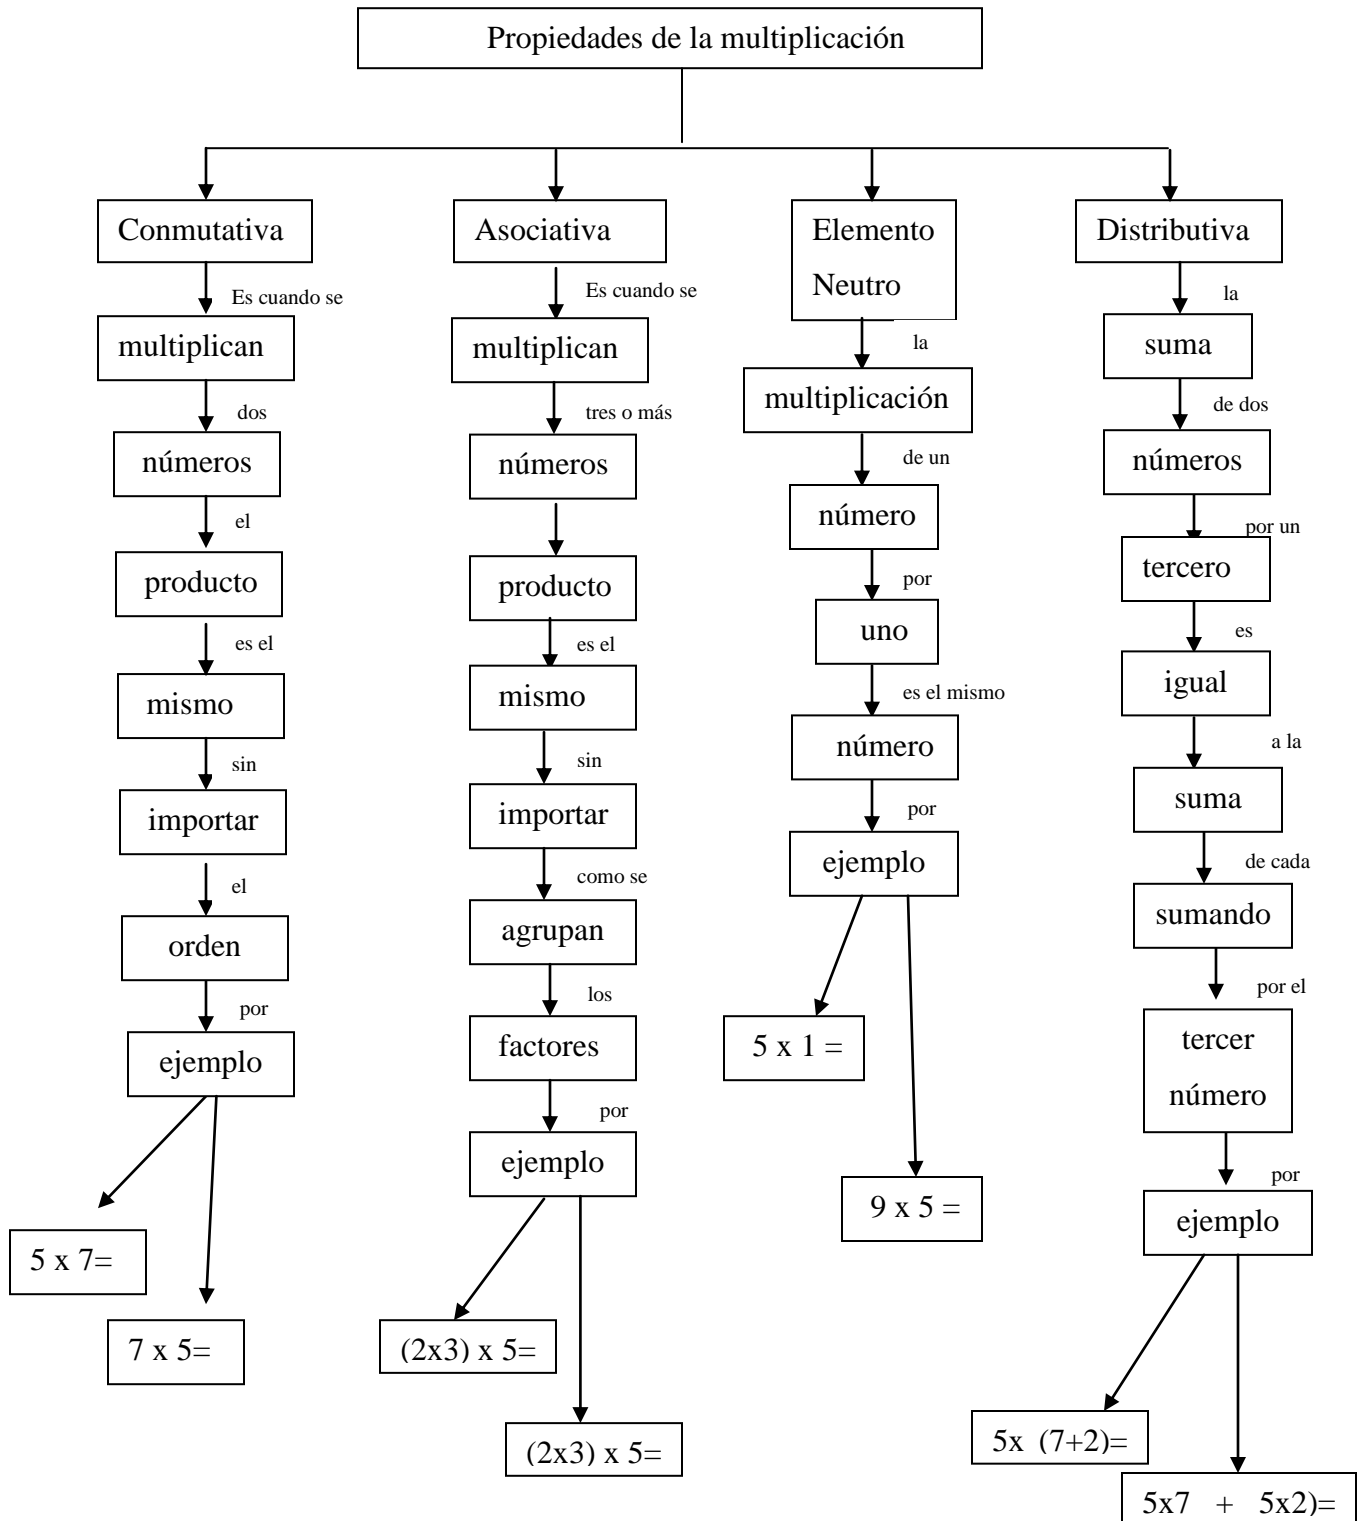 Propiedades de la multiplicación
Conmutativa
Es cuando se
multiplican
dos
números
el
producto
es el
mismo
sin
importar
el
orden
por
ejemplo
5 x 7=
7 x 5=
Asociativa
Es cuando se
multiplican
tres o más
números
producto
es el
mismo
sin
importar
como se
agrupan
los
factores
por
ejemplo
(2x3) x 5=
(2x3) x 5=
Elemento
Neutro
la
multiplicación
de un
número
por
uno
es el mismo
número
por
ejemplo
5 x 1 =
9 x 5 =
Distributiva
la
suma
de dos
números
por un
tercero
es
igual
a la
suma
de cada
sumando
por el
tercer
número
por
ejemplo
5x (7+2)=
5x7 + 5x2)=